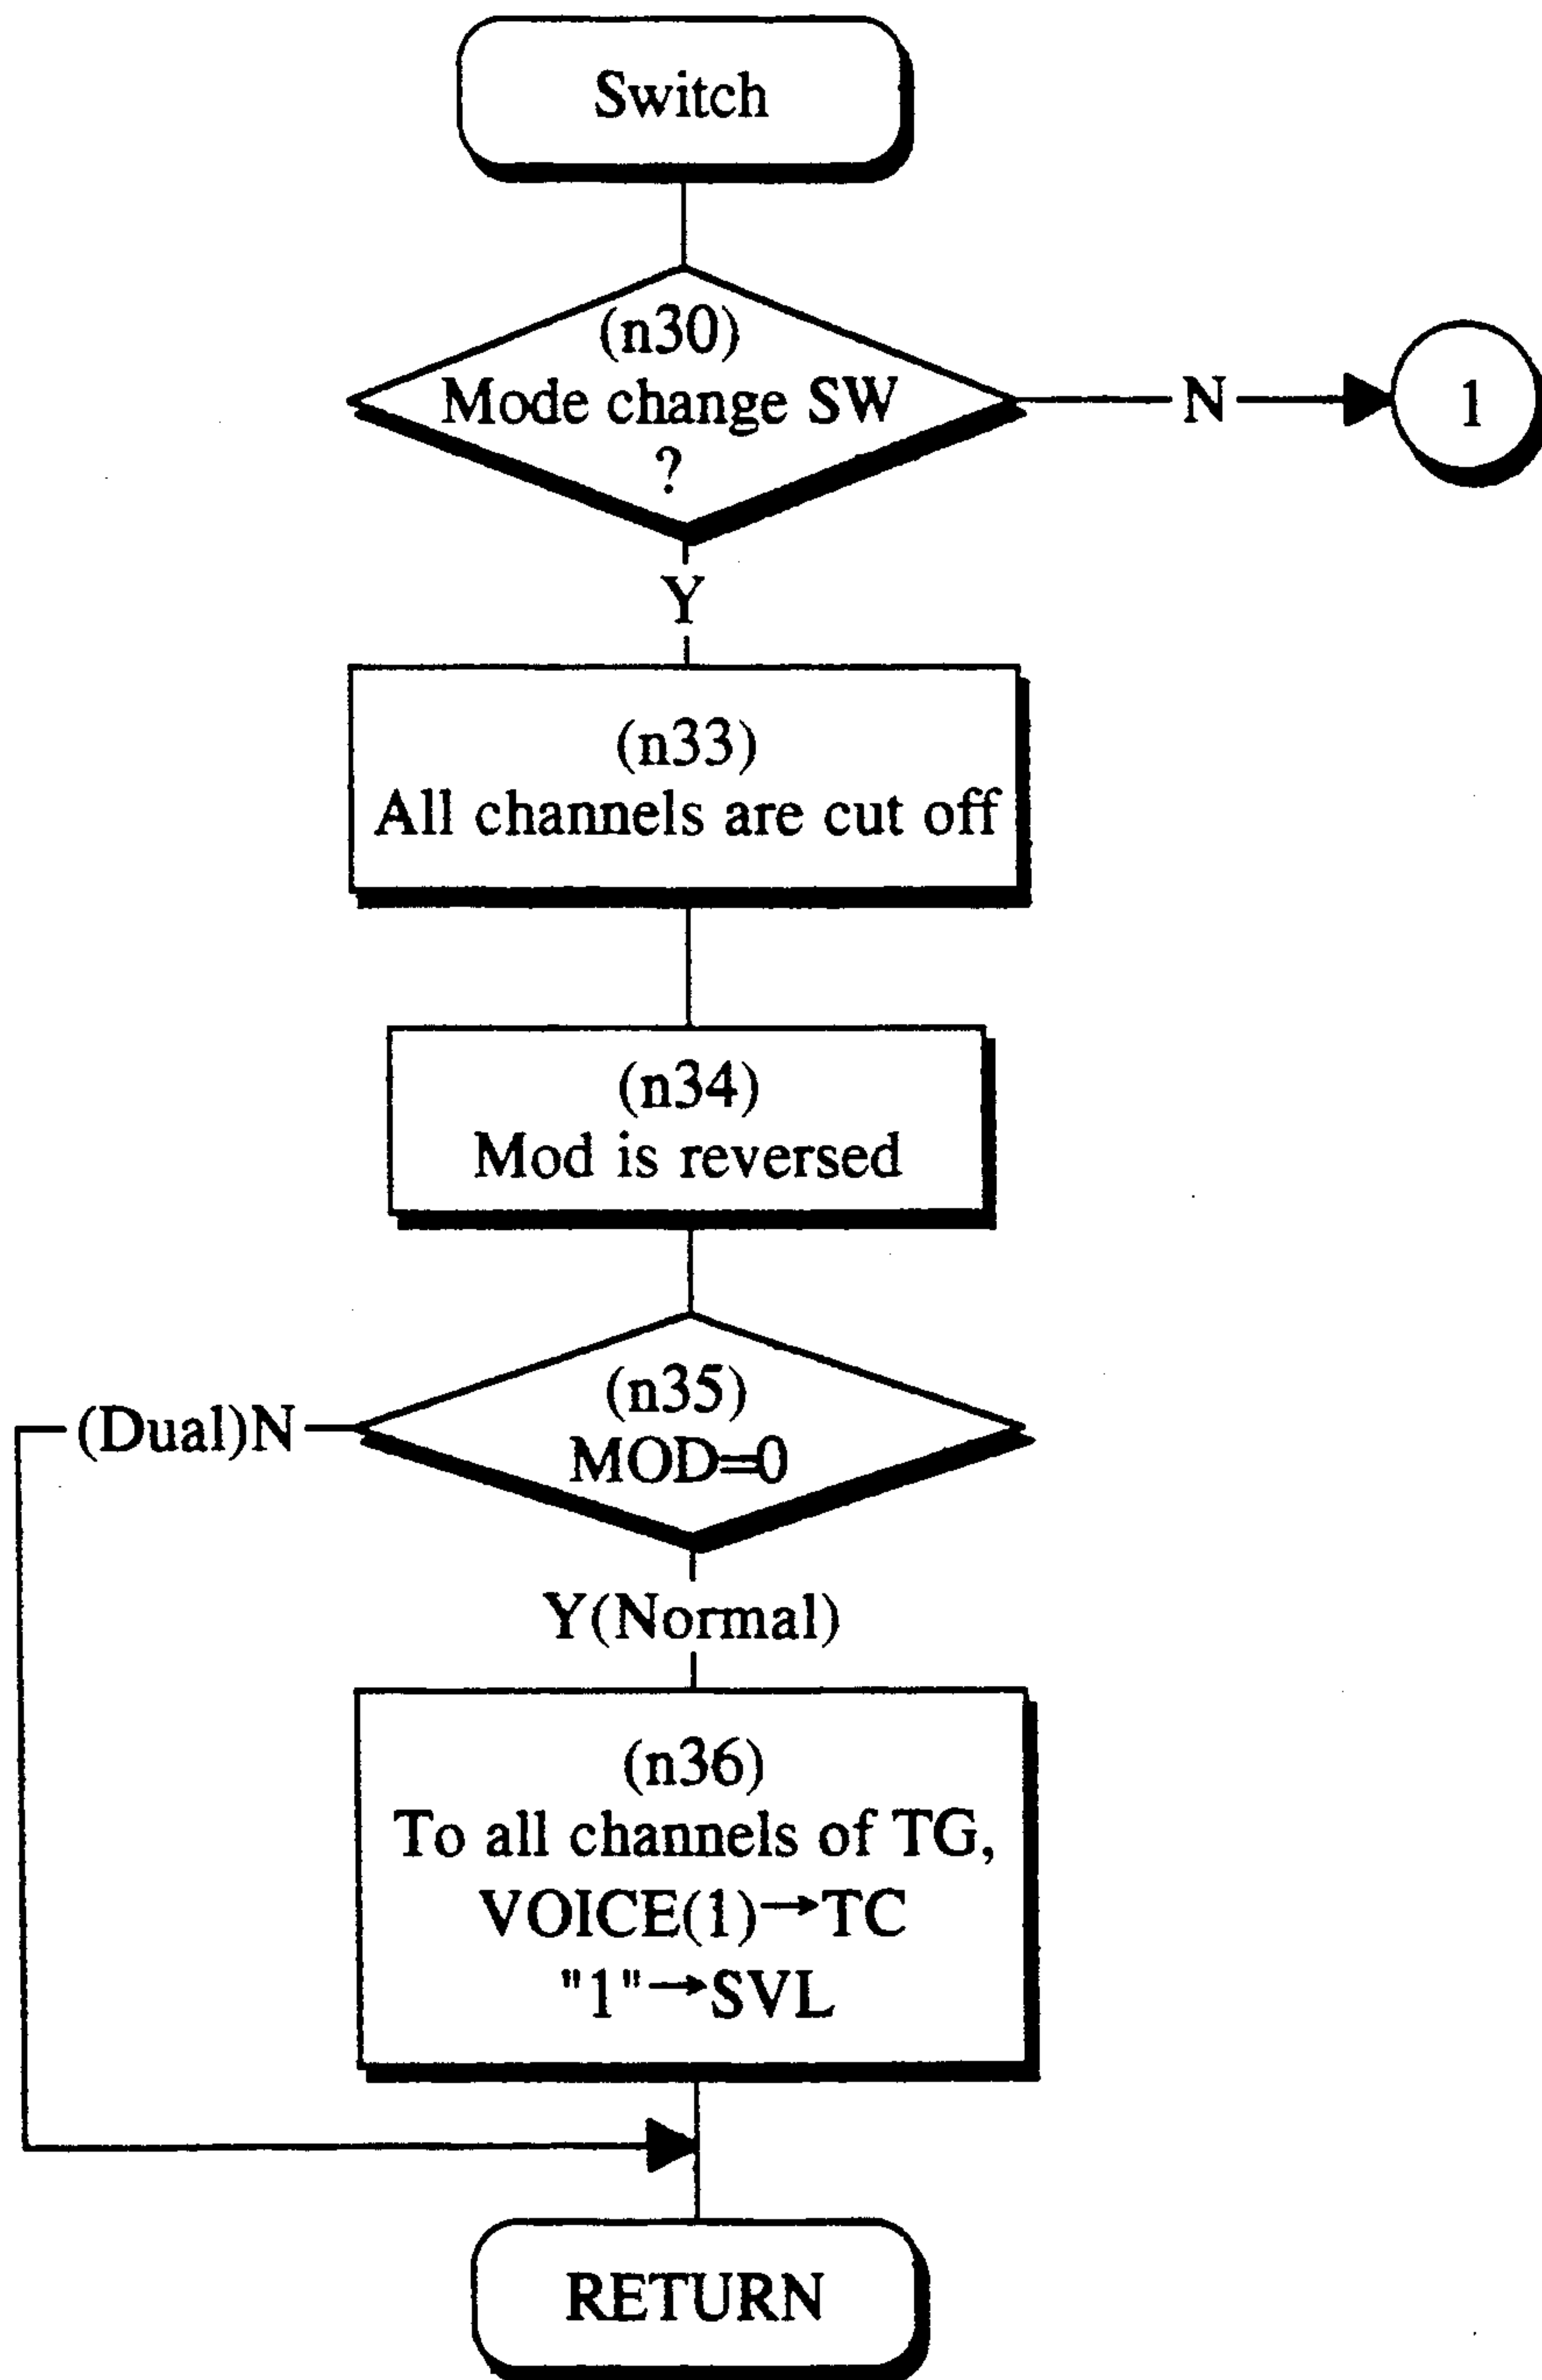 Switch
(n30)
Mode change SW
?
N
1
Y
(n33)
All channels are cut off
(n34)
Mod is reversed
(n35)
MOD=0
(Dual)N
Y(Normal)
(n36)
To all channels of TG,
VOICE(1)→TC
"1"→SVL
RETURN